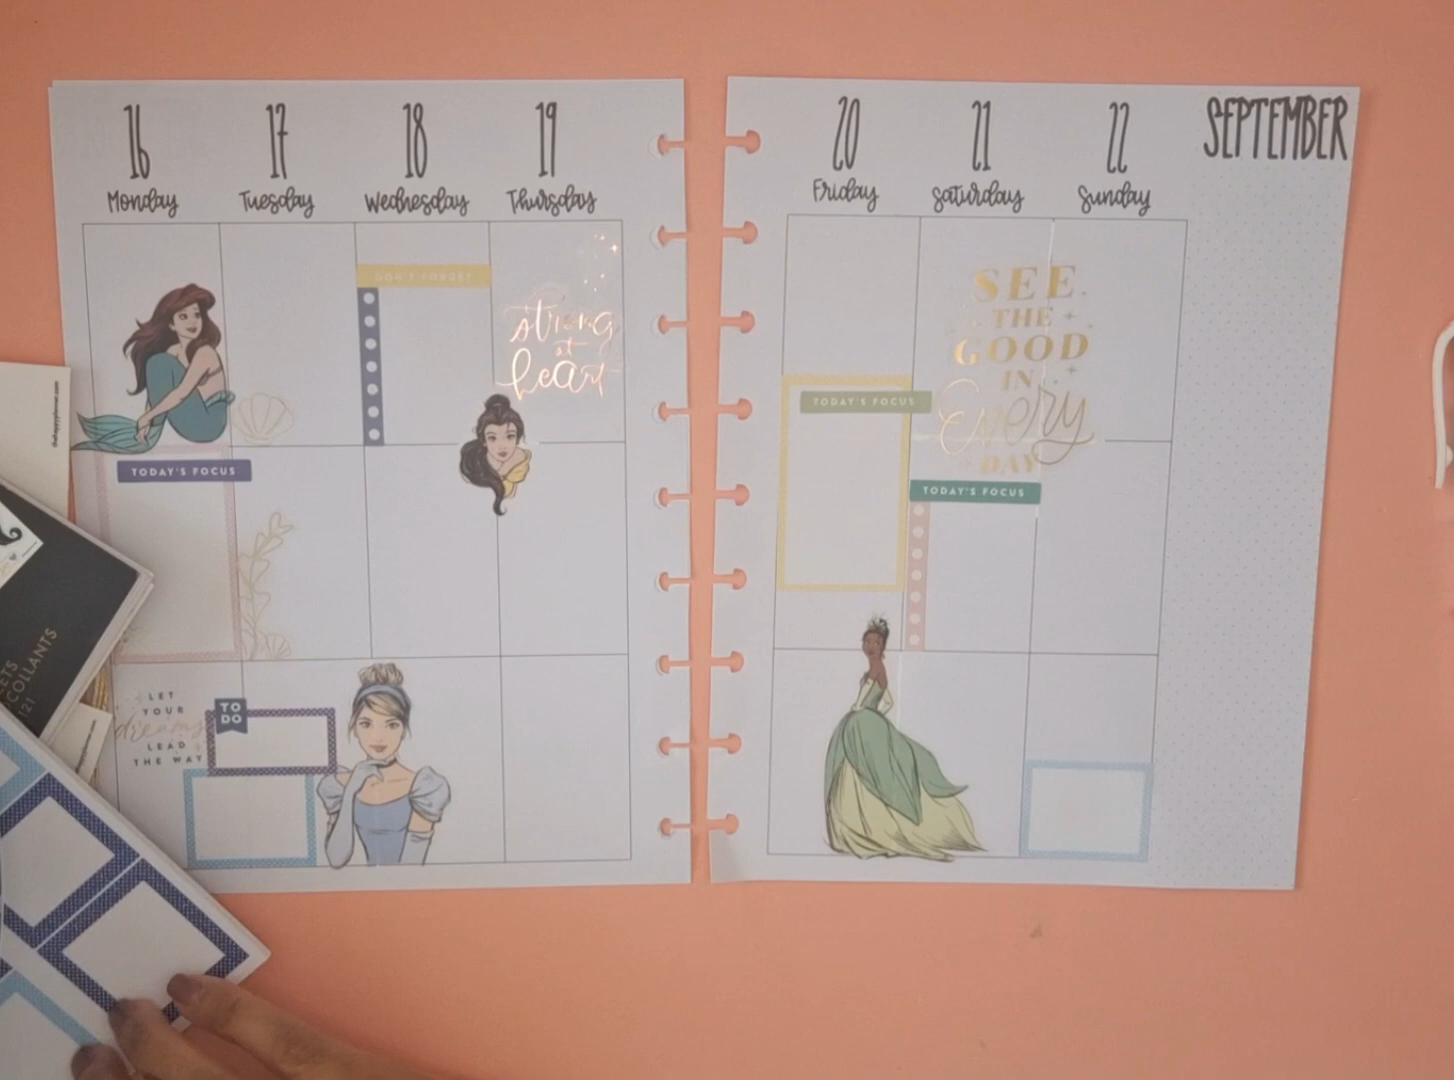 16
Monday
17
Tuesday
18
Wednesday
19
Thursday
20
Friday
21
Saturday
22
Sunday
SEPTEMBER
DON'T FORGET
strong
at
heart
SEE
THE
GOOD
IN
Every
DAY
TODAY'S FOCUS
TODAY'S FOCUS
TODAY'S FOCUS
LET
YOUR
dreams
LEAD
THE WAY
TO
DO
COLLANTS